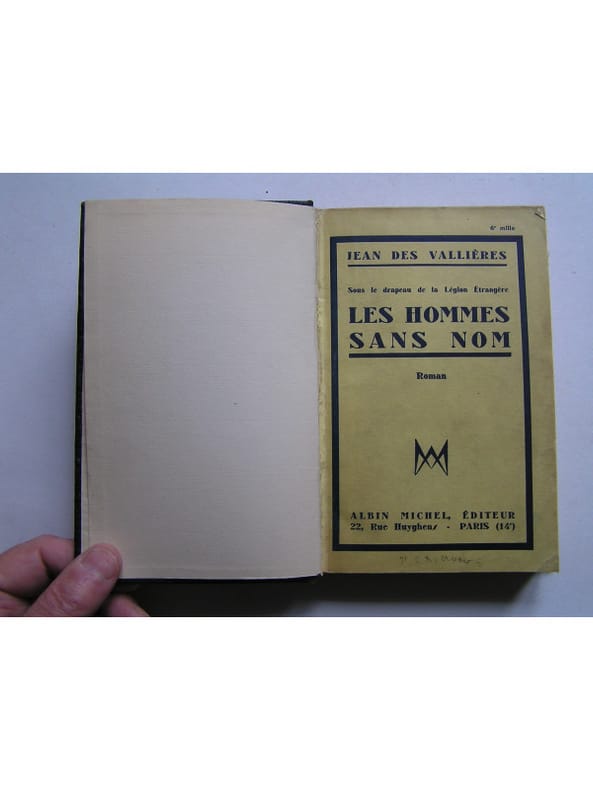 6e mille
JEAN DES VALLIÈRES
Sous le drapeau de la Légion Étrangère
LES HOMMES
SANS NOM
Roman
ALBIN MICHEL, ÉDITEUR
22, Rue Huyghens - PARIS (14e)